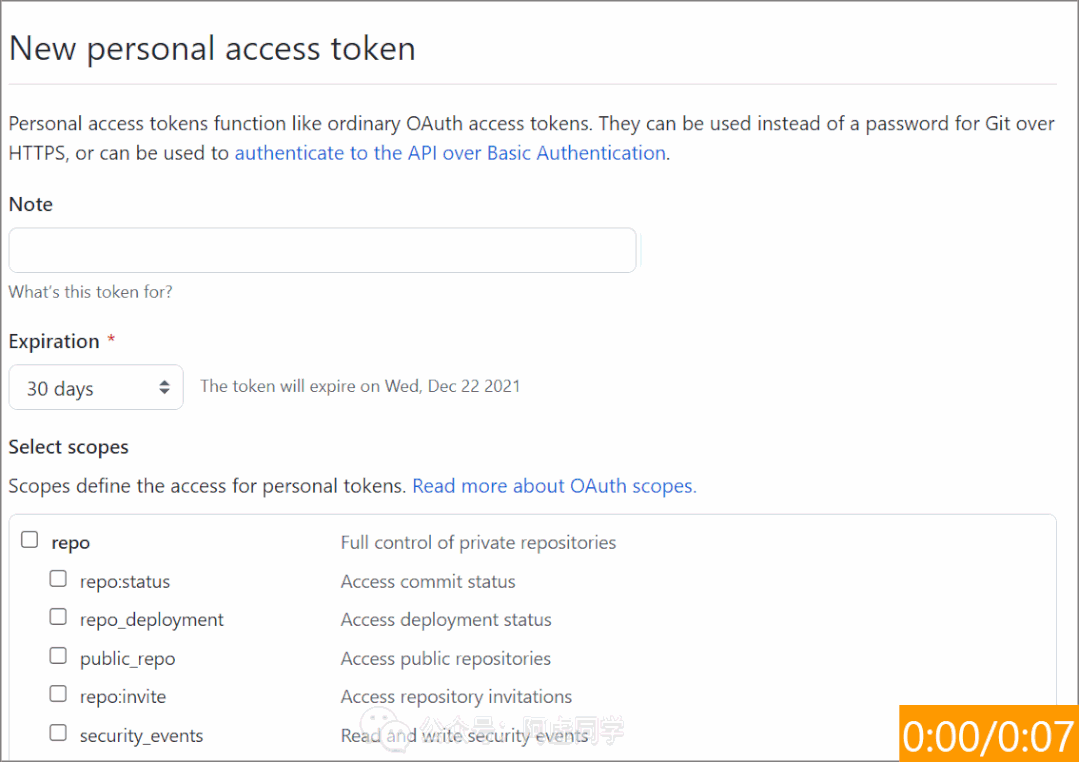 New personal access token
Personal access tokens function like ordinary OAuth access tokens. They can be used instead of a password for Git over
HTTPS, or can be used to authenticate to the API over Basic Authentication.
Note
What's this token for?
Expiration *
30 days The token will expire on Wed, Dec 22 2021
Select scopes
Scopes define the access for personal tokens. Read more about OAuth scopes.
repo Full control of private repositories
repo:status Access commit status
repo_deployment Access deployment status
public_repo Access public repositories
repo:invite Access repository invitations
security_events Read and write security events
公众号：阿虚同学
0:00/0:07